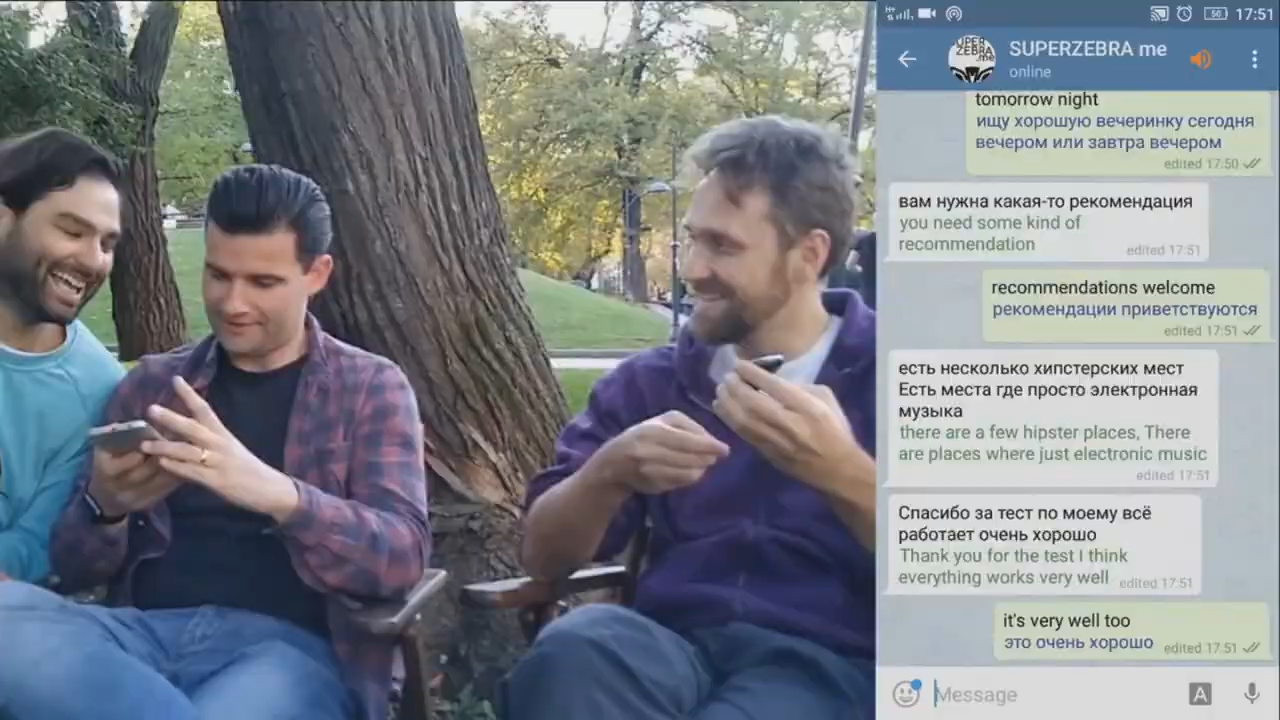 17:51
SUPERZEBRA me
online
SUPER
ZEBRA
.me
tomorrow night
ищу хорошую вечеринку сегодня
вечером или завтра вечером
edited 17:50
вам нужна какая-то рекомендация
you need some kind of
recommendation
edited 17:51
recommendations welcome
рекомендации приветствуются
edited 17:51
есть несколько хипстерских мест
Есть места где просто электронная
музыка
there are a few hipster places, There
are places where just electronic music
edited 17:51
Спасибо за тест по моему всё
работает очень хорошо
Thank you for the test I think
everything works very well
edited 17:51
it's very well too
это очень хорошо
edited 17:51
Message
A